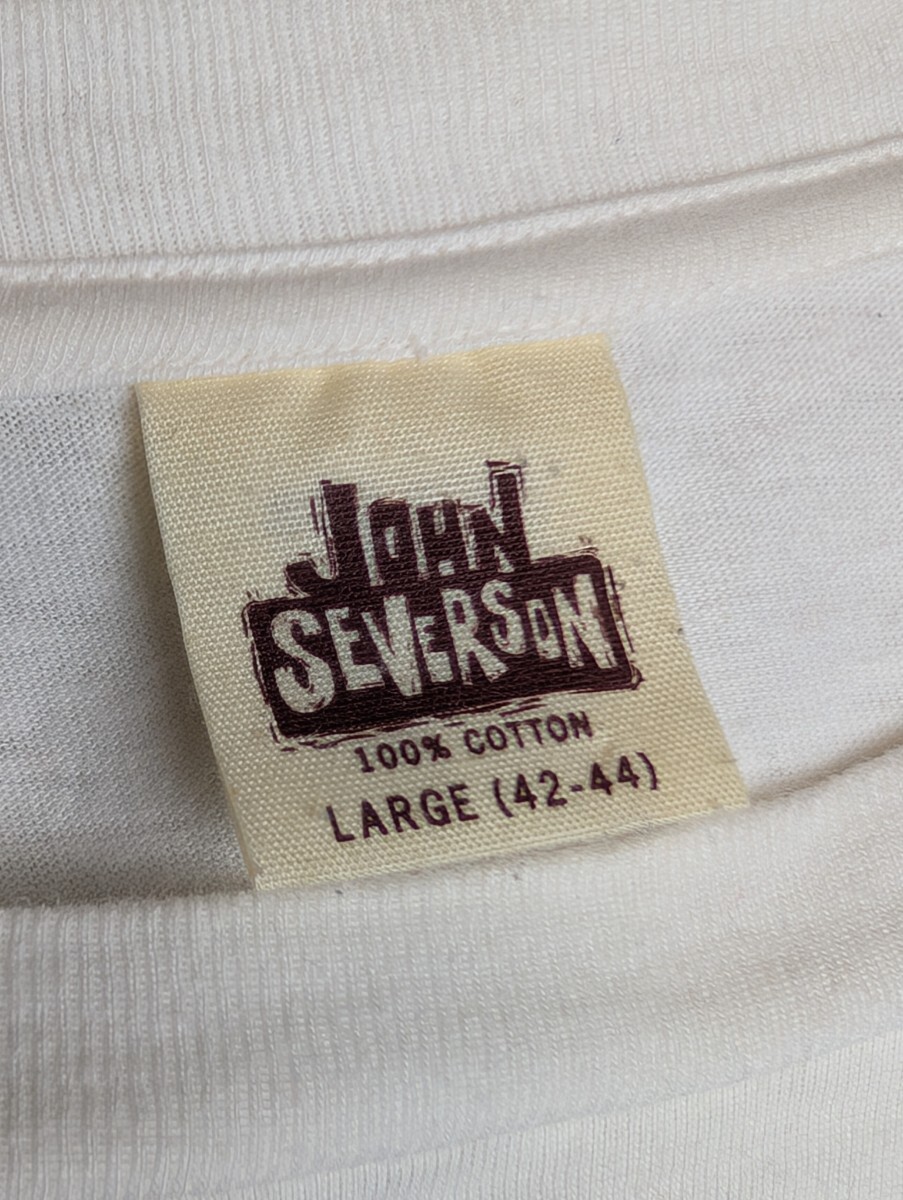 JOHN
SEVERSON
100% COTTON
LARGE (42-44)